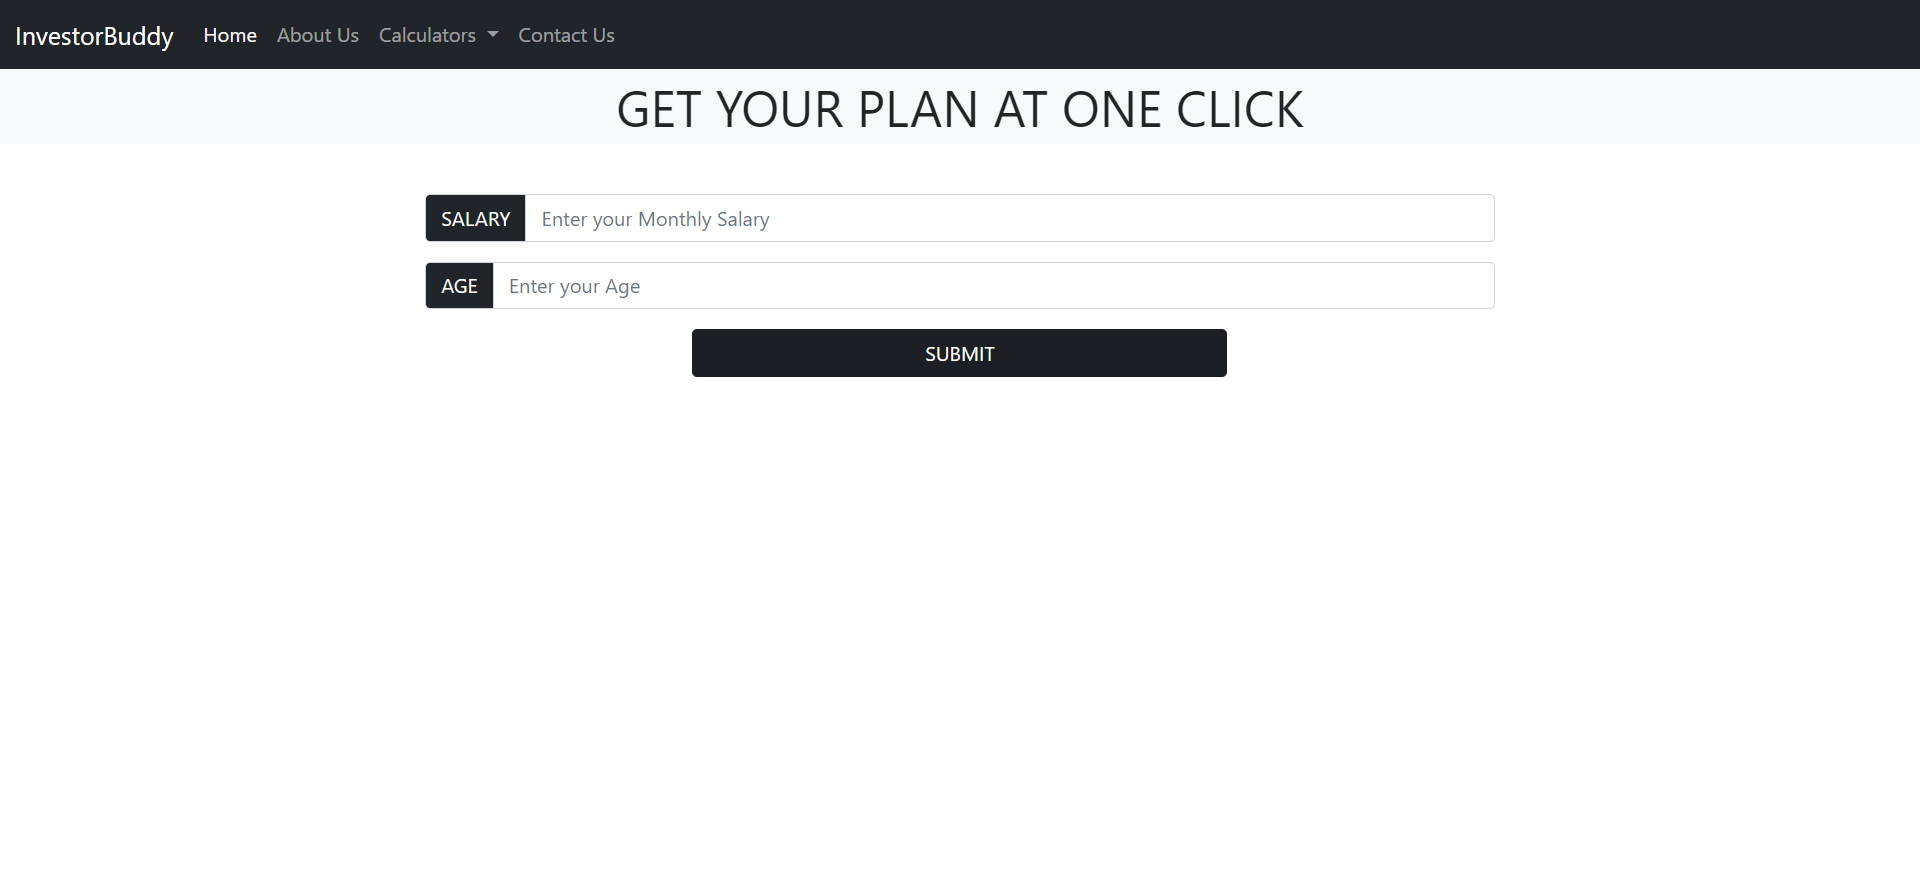 InvestorBuddy Home About Us Calculators Contact Us
GET YOUR PLAN AT ONE CLICK
SALARY Enter your Monthly Salary
AGE Enter your Age
SUBMIT